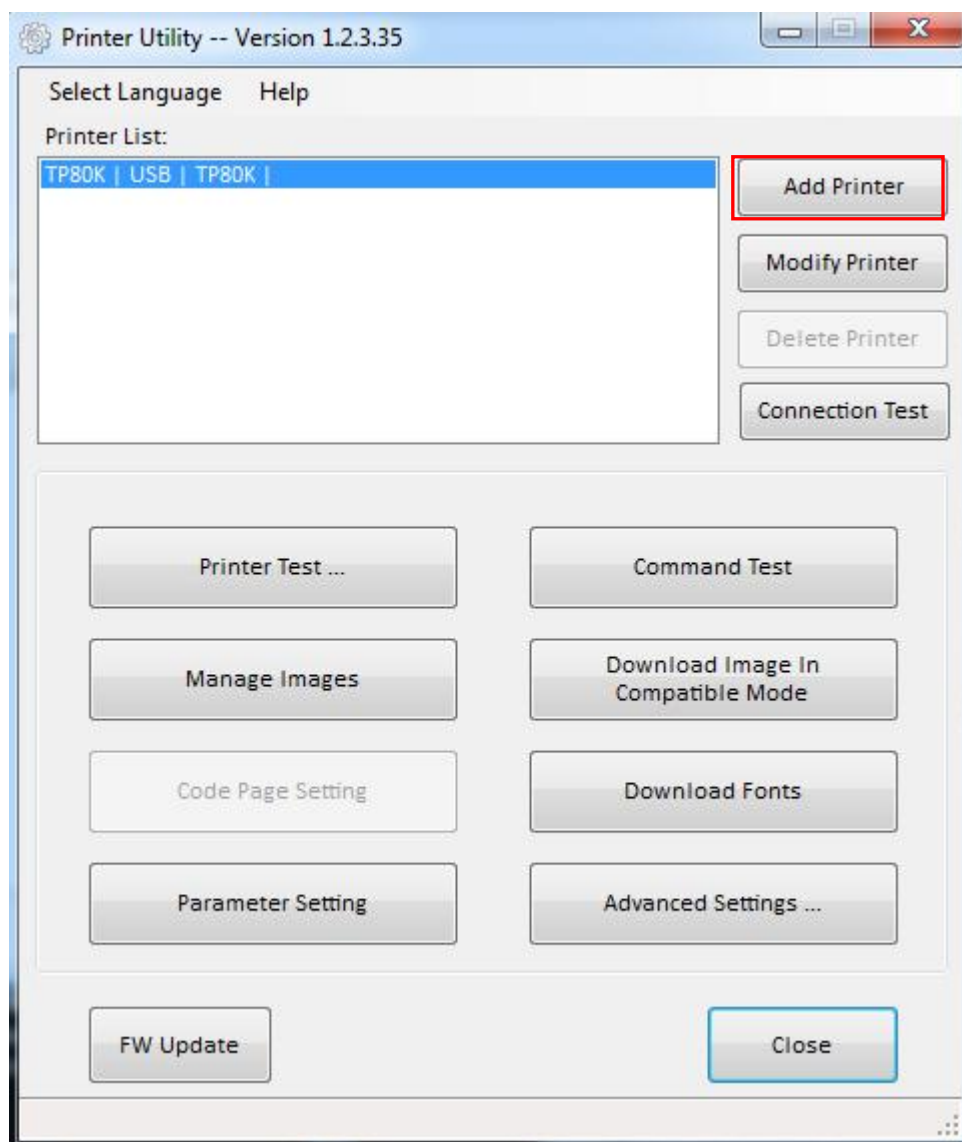 Printer Utility -- Version 1.2.3.35
Select Language Help
Printer List:
TP80K | USB | TP80K |
Add Printer
Modify Printer
Delete Printer
Connection Test
Printer Test ...
Command Test
Manage Images
Download Image In
Compatible Mode
Code Page Setting
Download Fonts
Parameter Setting
Advanced Settings ...
FW Update
Close